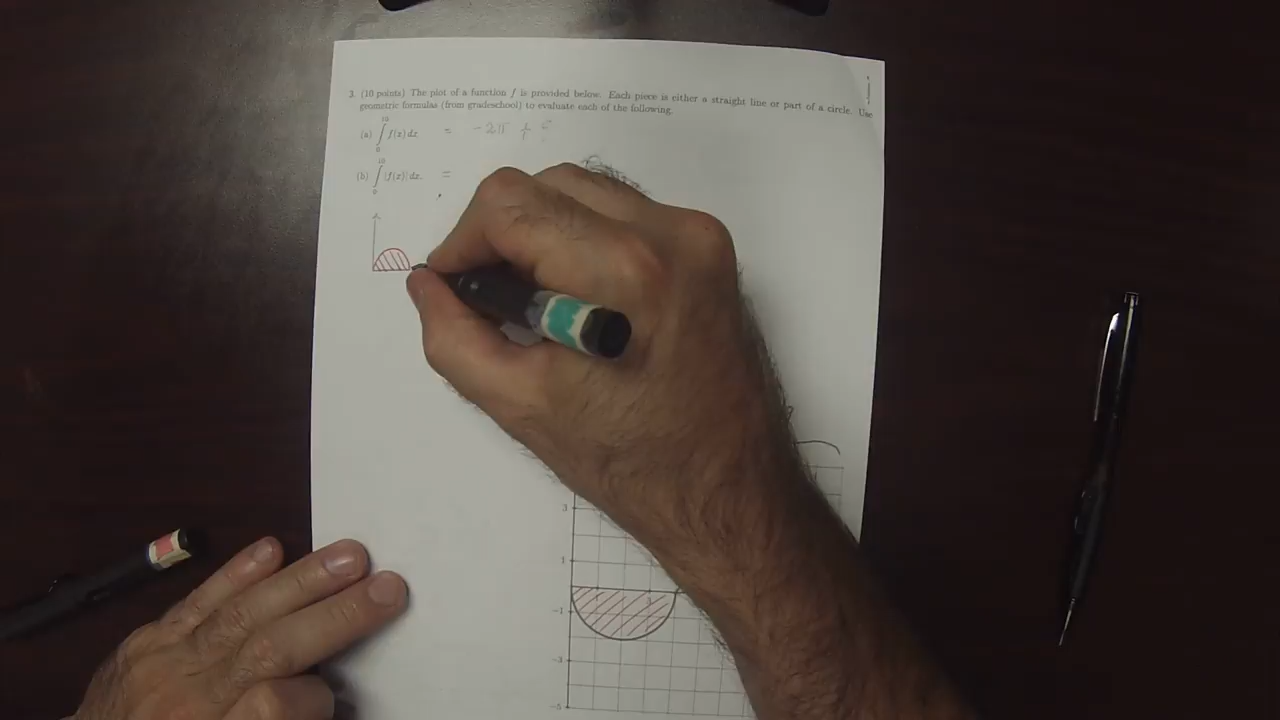 3. (10 points) The plot of a function f is provided below. Each piece is either a straight line or part of a circle. Use
geometric formulas (from gradeschool) to evaluate each of the following.
(a) ∫₀¹⁰ f(x) dx = -2π
(b) ∫₀¹⁰ |f(x)| dx. =
3
1
-1
-3
-5